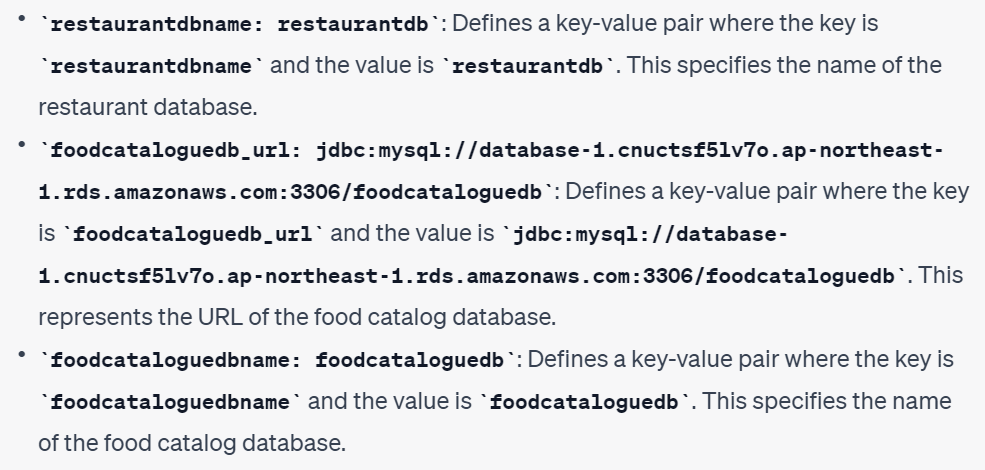 • `restaurantdbname: restaurantdb`: Defines a key-value pair where the key is
`restaurantdbname` and the value is `restaurantdb`. This specifies the name of the
restaurant database.
• `foodcataloguedb_url: jdbc:mysql://database-1.cnuctsf5lv7o.ap-northeast-
1.rds.amazonaws.com:3306/foodcataloguedb`: Defines a key-value pair where the key
is `foodcataloguedb_url` and the value is `jdbc:mysql://database-
1.cnuctsf5lv7o.ap-northeast-1.rds.amazonaws.com:3306/foodcataloguedb`. This
represents the URL of the food catalog database.
• `foodcataloguedbname: foodcataloguedb`: Defines a key-value pair where the key is
`foodcataloguedbname` and the value is `foodcataloguedb`. This specifies the name
of the food catalog database.